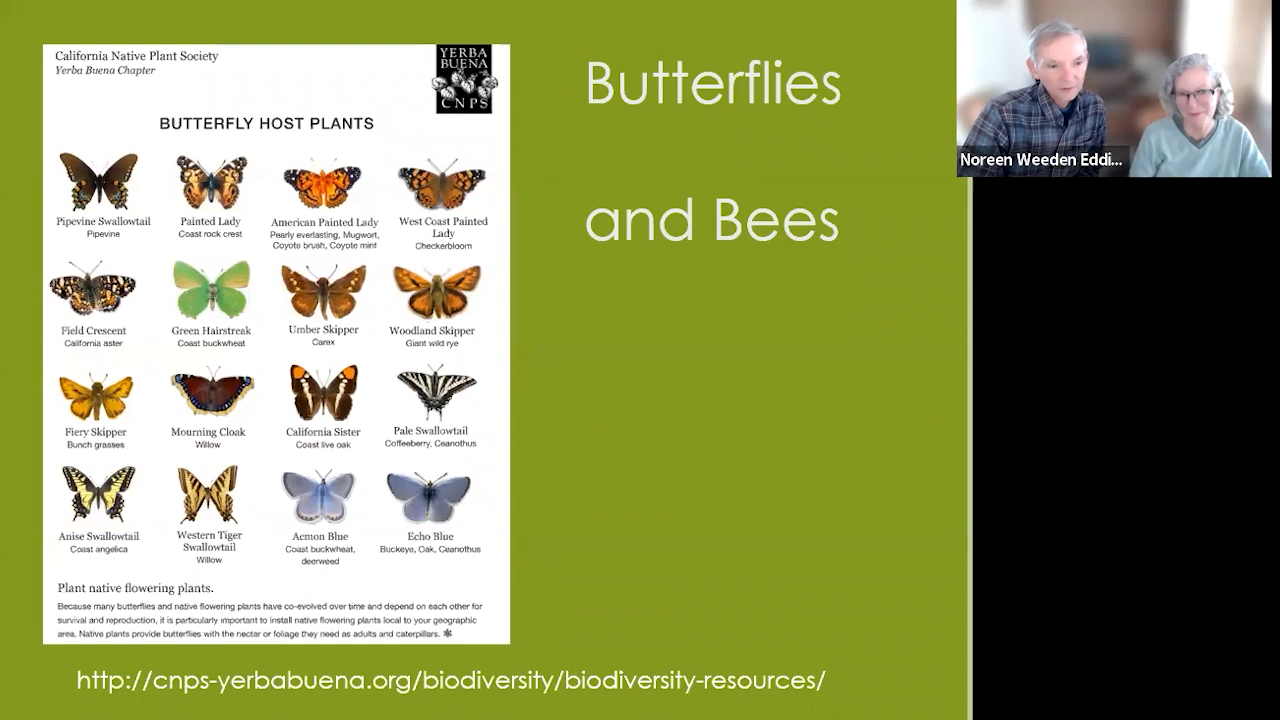 California Native Plant Society
Yerba Buena Chapter
YERBA
BUENA
CNPS
BUTTERFLY HOST PLANTS
Pipevine Swallowtail
Pipevine
Painted Lady
Coast rock crest
American Painted Lady
Pearly everlasting, Mugwort,
Coyote brush, Coyote mint
West Coast Painted
Lady
Checkerbloom
Field Crescent
California aster
Green Hairstreak
Coast buckwheat
Umber Skipper
Carex
Woodland Skipper
Giant wild rye
Fiery Skipper
Bunch grasses
Mourning Cloak
Willow
California Sister
Coast live oak
Pale Swallowtail
Coffeeberry, Ceanothus
Anise Swallowtail
Coast angelica
Western Tiger
Swallowtail
Willow
Acmon Blue
Coast buckwheat,
deerweed
Echo Blue
Buckeye, Oak, Ceanothus
Plant native flowering plants.
Because many butterflies and native flowering plants have co-evolved over time and depend on each other for
survival and reproduction, it is particularly important to install native flowering plants local to your geographic
area. Native plants provide butterflies with the nectar or foliage they need as adults and caterpillars.
Butterflies
and Bees
http://cnps-yerbabuena.org/biodiversity/biodiversity-resources/
Noreen Weeden Eddi...